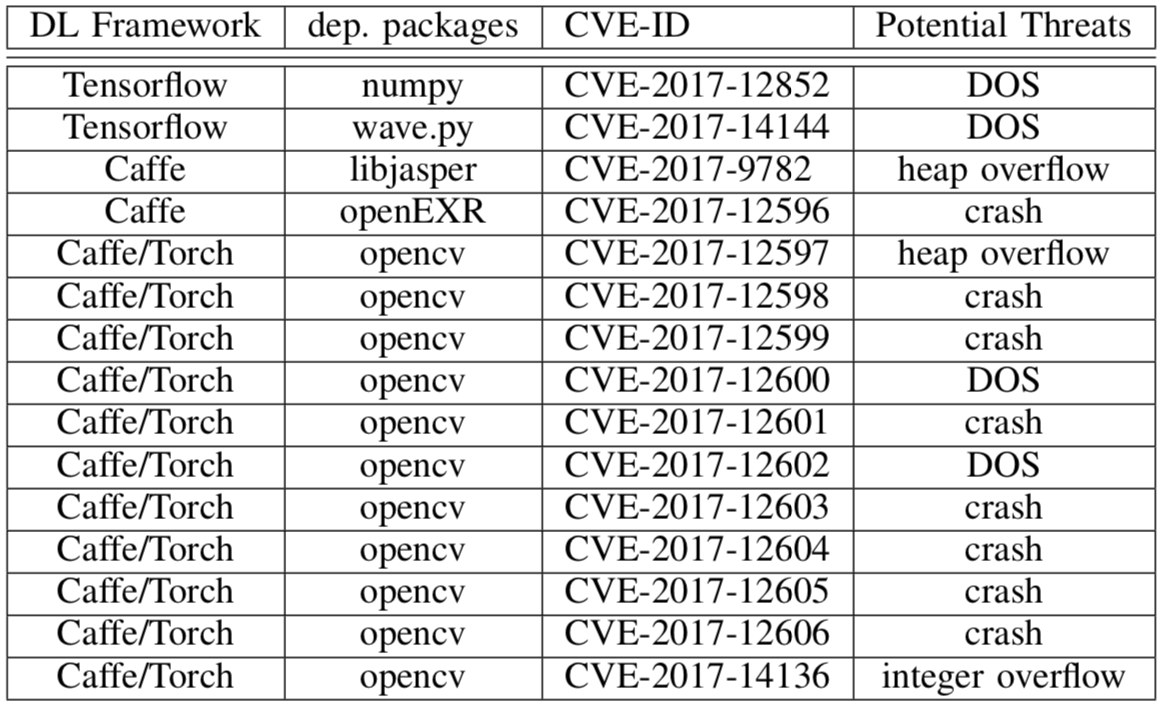 DL Framework dep. packages CVE-ID Potential Threats
Tensorflow numpy CVE-2017-12852 DOS
Tensorflow wave.py CVE-2017-14144 DOS
Caffe libjasper CVE-2017-9782 heap overflow
Caffe openEXR CVE-2017-12596 crash
Caffe/Torch opencv CVE-2017-12597 heap overflow
Caffe/Torch opencv CVE-2017-12598 crash
Caffe/Torch opencv CVE-2017-12599 crash
Caffe/Torch opencv CVE-2017-12600 DOS
Caffe/Torch opencv CVE-2017-12601 crash
Caffe/Torch opencv CVE-2017-12602 DOS
Caffe/Torch opencv CVE-2017-12603 crash
Caffe/Torch opencv CVE-2017-12604 crash
Caffe/Torch opencv CVE-2017-12605 crash
Caffe/Torch opencv CVE-2017-12606 crash
Caffe/Torch opencv CVE-2017-14136 integer overflow